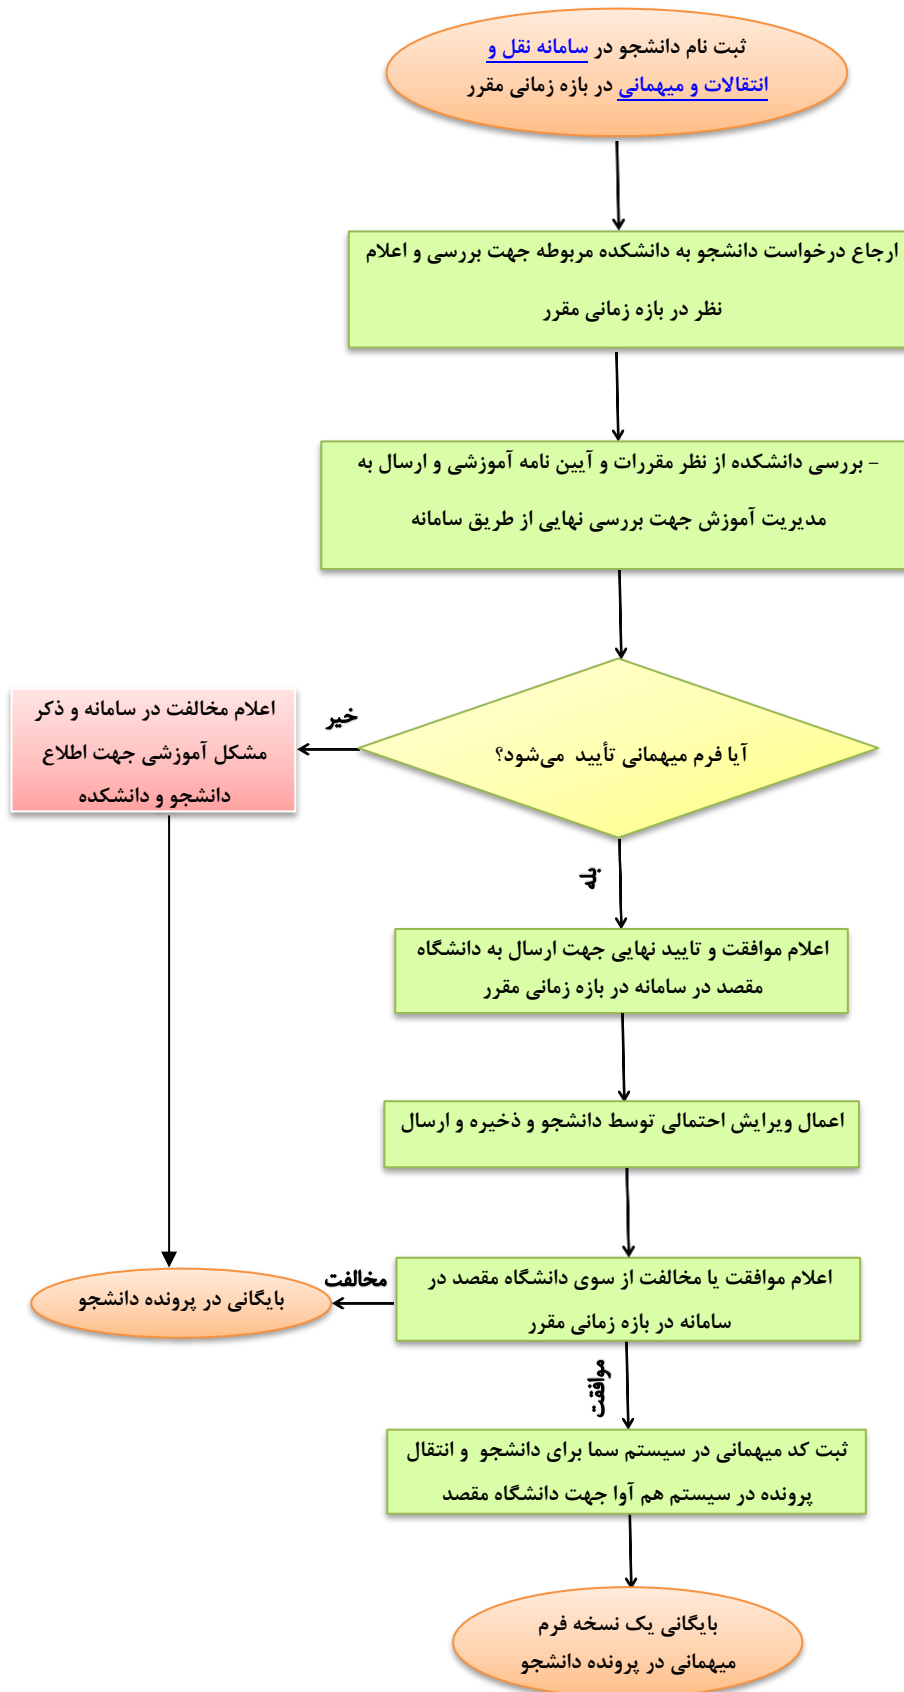 ثبت نام دانشجو در سامانه نقل و
انتقالات و میهمانی در بازه زمانی مقرر
ارجاع درخواست دانشجو به دانشکده مربوطه جهت بررسی و اعلام
نظر در بازه زمانی مقرر
- بررسی دانشکده از نظر مقررات و آیین نامه آموزشی و ارسال به
مدیریت آموزش جهت بررسی نهایی از طریق سامانه
آیا فرم میهمانی تأیید می‌شود؟
خیر
اعلام مخالفت در سامانه و ذکر
مشکل آموزشی جهت اطلاع
دانشجو و دانشکده
بله
اعلام موافقت و تایید نهایی جهت ارسال به دانشگاه
مقصد در سامانه در بازه زمانی مقرر
اعمال ویرایش احتمالی توسط دانشجو و ذخیره و ارسال
اعلام موافقت یا مخالفت از سوی دانشگاه مقصد در
سامانه در بازه زمانی مقرر
مخالفت
بایگانی در پرونده دانشجو
موافقت
ثبت کد میهمانی در سیستم سما برای دانشجو و انتقال
پرونده در سیستم هم آوا جهت دانشگاه مقصد
بایگانی یک نسخه فرم
میهمانی در پرونده دانشجو